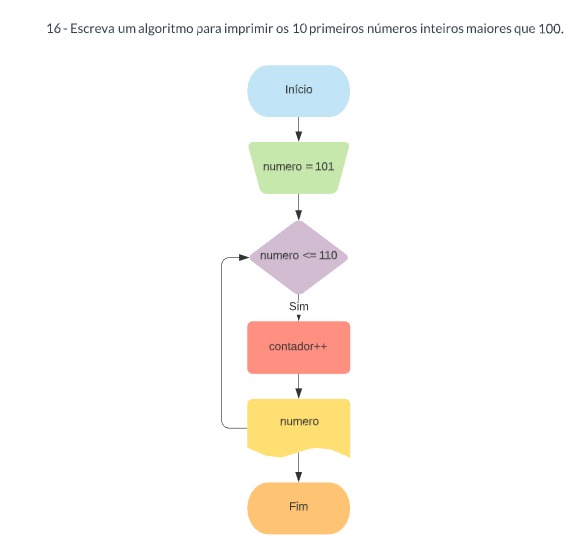 16 - Escreva um algoritmo para imprimir os 10 primeiros números inteiros maiores que 100.
Início
numero = 101
numero <= 110
Sim
contador++
numero
Fim